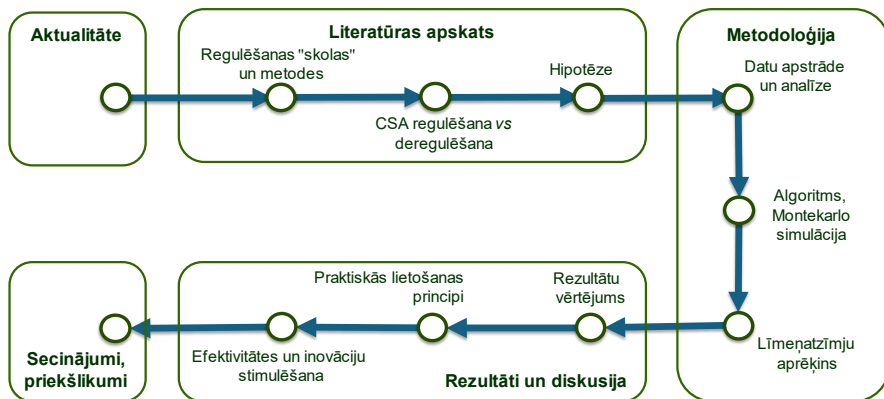 Aktualitāte
Literatūras apskats
Regulēšanas "skolas"
un metodes
CSA regulēšana vs
deregulēšana
Hipotēze
Metodoloģija
Datu apstrāde
un analīze
Algoritms,
Montekarlo
simulācija
Līmeņatzīmju
aprēķins
Rezultātu
vērtējums
Praktiskās lietošanas
principi
Efektivitātes un inovāciju
stimulēšana
Rezultāti un diskusija
Secinājumi,
priekšlikumi